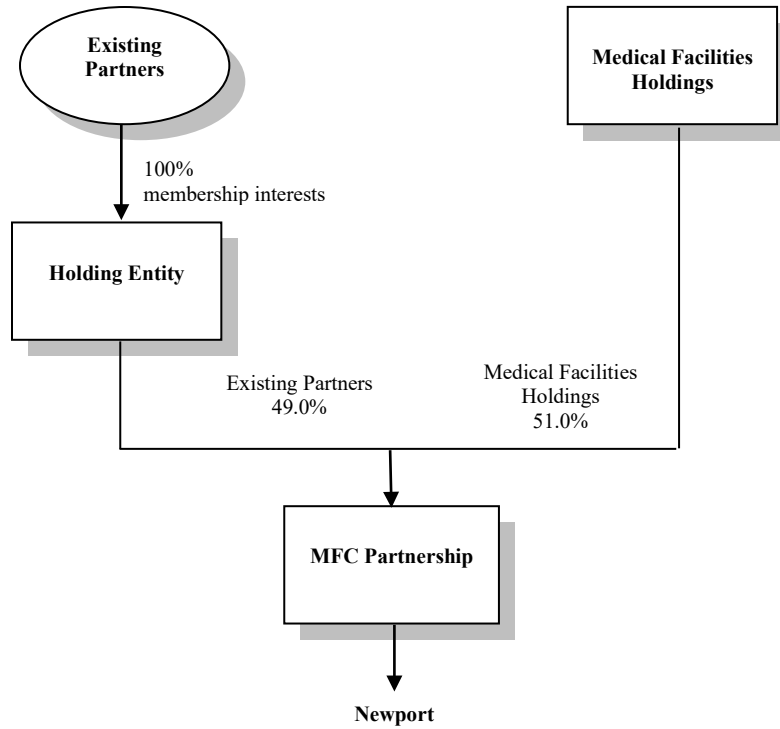 Existing
Partners
Medical Facilities
Holdings
100%
membership interests
Holding Entity
Existing Partners
49.0%
Medical Facilities
Holdings
51.0%
MFC Partnership
Newport